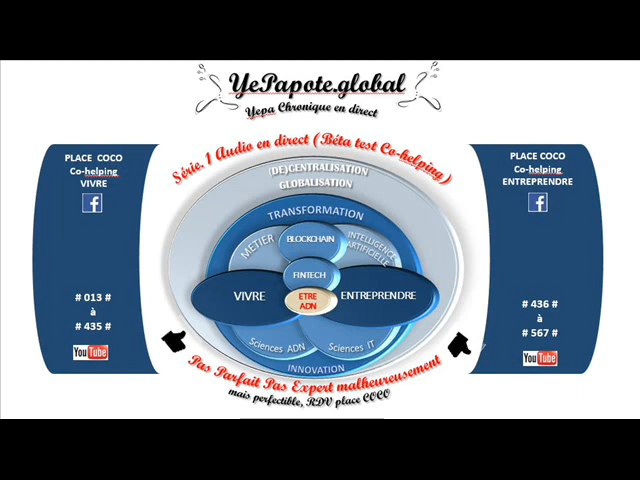 YePapote.global
Yepa Chronique en direct
Série, 1 Audio en direct (Béta test Co-helping)
PLACE COCO
Co-helping
VIVRE
# 013 #
à
# 435 #
YouTube
(DE)CENTRALISATION
GLOBALISATION
TRANSFORMATION
METIER
BLOCKCHAIN
INTELLIGENCE
ARTIFICIELLE
FINTECH
VIVRE
ETRE
ADN
ENTREPRENDRE
Sciences ADN
Sciences IT
INNOVATION
Pas Parfait Pas Expert malheureusement
mais perfectible, RDV place COCO
PLACE COCO
Co-helping
ENTREPRENDRE
# 436 #
à
# 567 #
YouTube